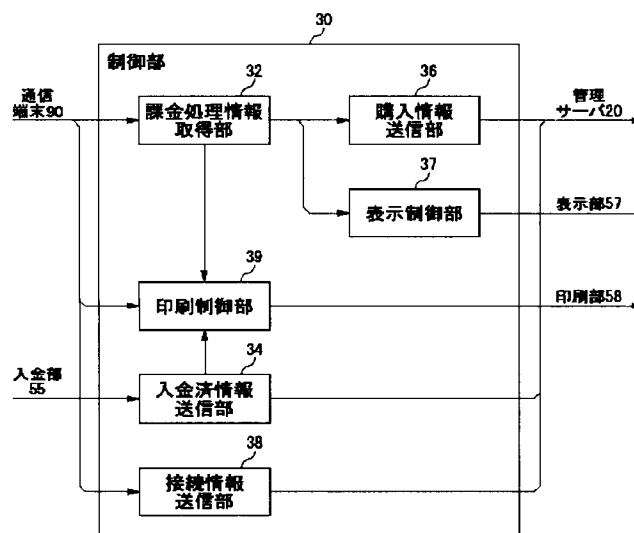 30
制御部
通信
端末90
32
課金処理情報
取得部
36
購入情報
送信部
管理
サーバ20
37
表示制御部
表示部57
39
印刷制御部
印刷部58
入金部
55
34
入金済情報
送信部
38
接続情報
送信部